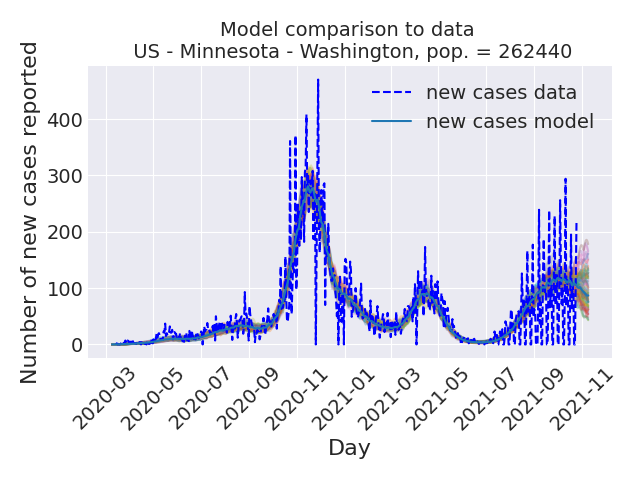 Model comparison to data
US - Minnesota - Washington, pop. = 262440
Number of new cases reported
400
300
200
100
0
new cases data
new cases model
2020-03
2020-05
2020-07
2020-09
2020-11
2021-01
2021-03
2021-05
2021-07
2021-09
2021-11
Day